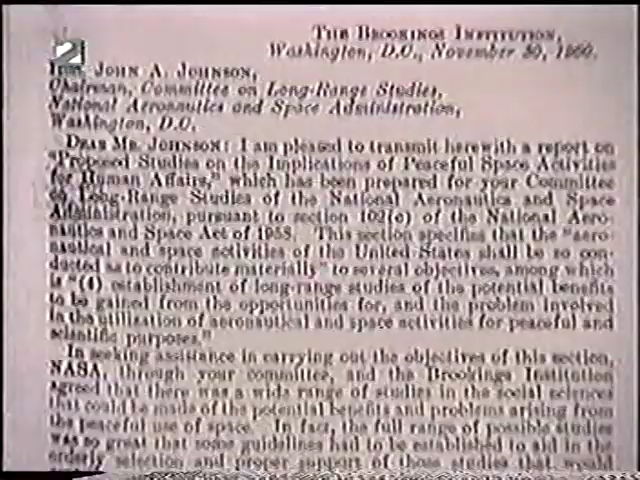 THE BROOKINGS INSTITUTION,
Washington, D.C., November 30, 1960.
2
Hon. JOHN A. JOHNSON,
Chairman, Committee on Long-Range Studies,
National Aeronautics and Space Administration,
Washington, D.C.
DEAR MR. JOHNSON: I am pleased to transmit herewith a report on
"Proposed Studies on the Implications of Peaceful Space Activities
for Human Affairs," which has been prepared for your Committee
on Long-Range Studies of the National Aeronautics and Space
Administration, pursuant to section 102(c) of the National Aero-
nautics and Space Act of 1958. This section specifies that the "aero-
nautical and space activities of the United States shall be so con-
ducted as to contribute materially" to several objectives, among which
is "(4) establishment of long-range studies of the potential benefits
to be gained from the opportunities for, and the problem involved
in the utilization of aeronautical and space activities for peaceful and
scientific purposes."
In seeking assistance in carrying out the objectives of this section,
NASA, through your committee, and the Brookings Institution
agreed that there was a wide range of studies in the social sciences
that could be made of the potential benefits and problems arising from
the peaceful use of space. In fact, the full range of possible studies
was so great that some guidelines had to be established to aid in the
orderly selection and proper support of those studies that would